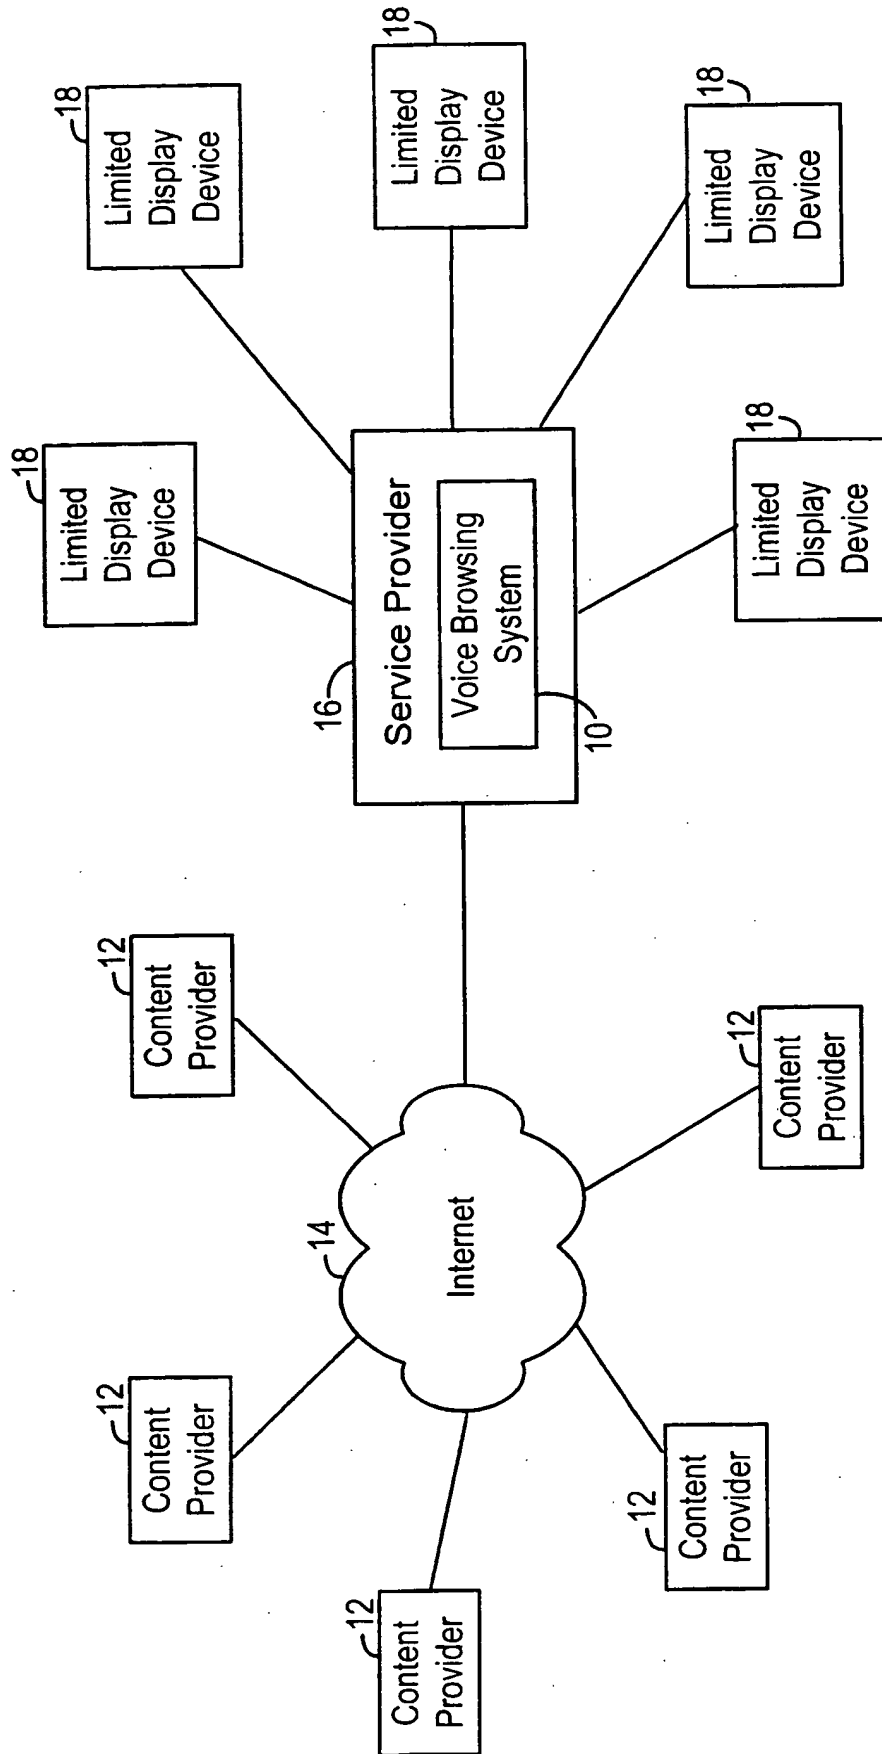 18
Limited
Display
Device
18
Limited
Display
Device
18
Limited
Display
Device
18
Limited
Display
Device
18
Limited
Display
Device
16
Service Provider
Voice Browsing
System
10
12
Content
Provider
12
Content
Provider
14
Internet
12
Content
Provider
12
Content
Provider
12
Content
Provider